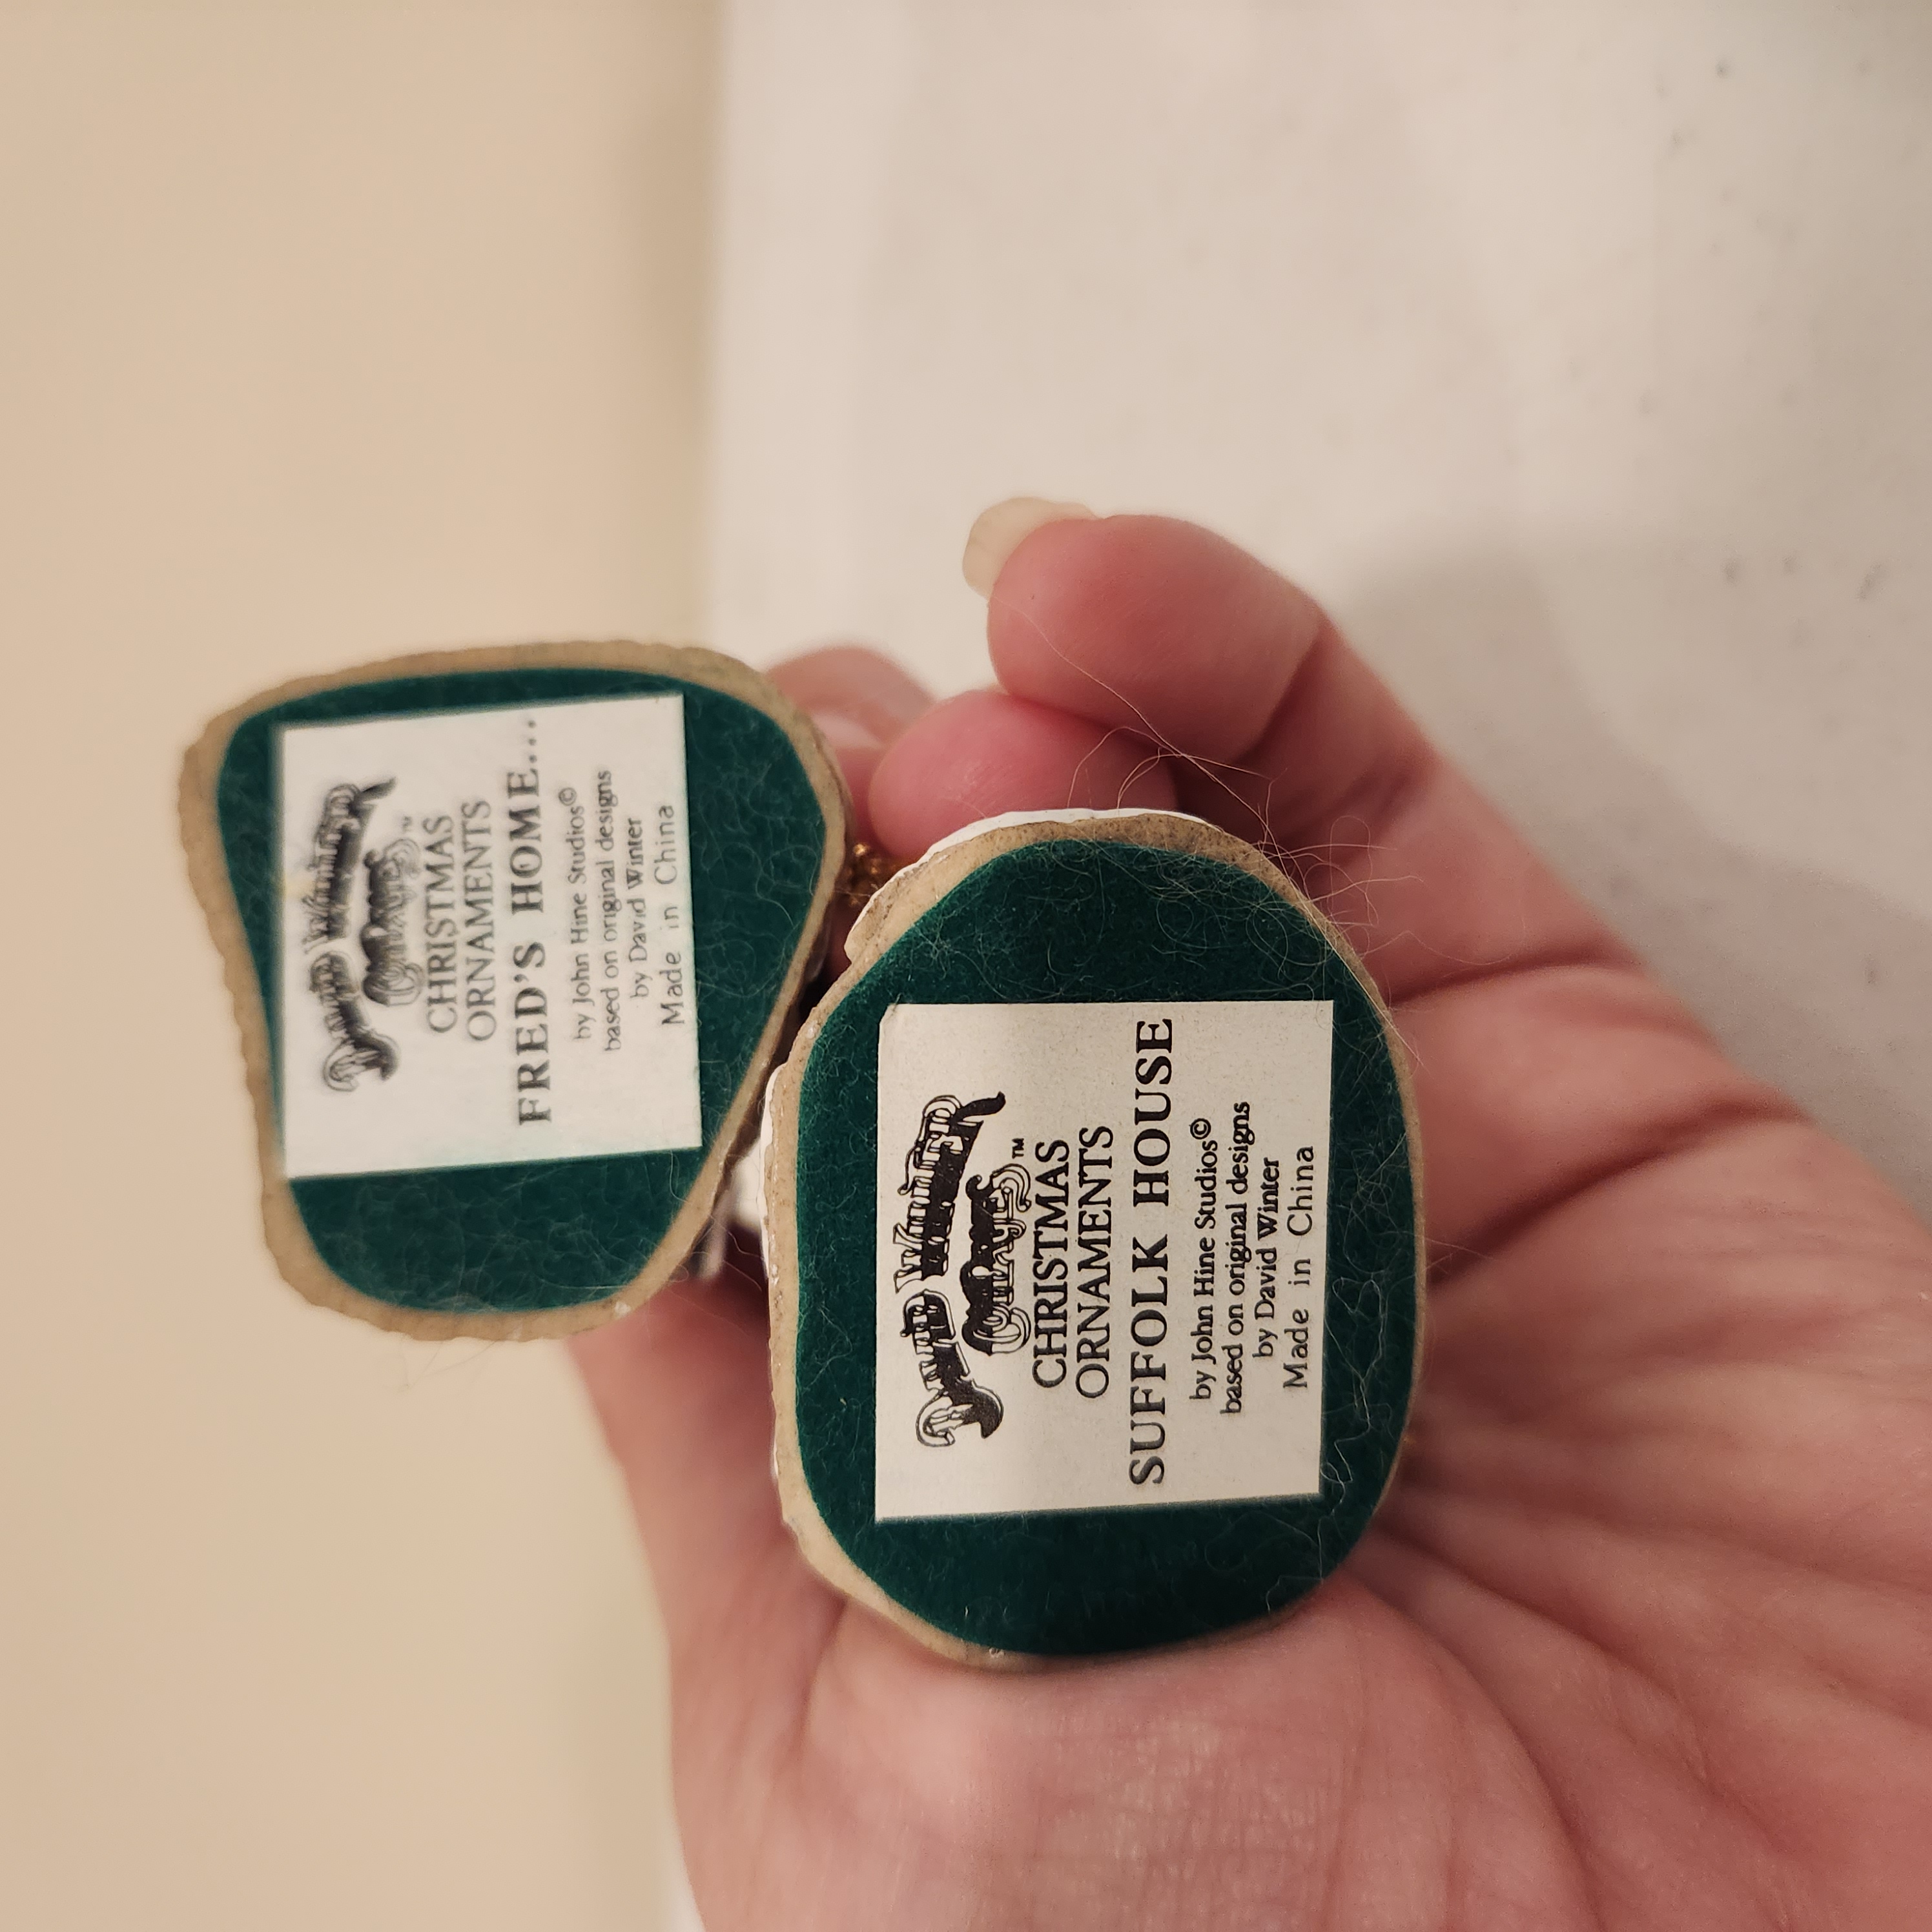 David Winter
Cottages™
CHRISTMAS
ORNAMENTS
FRED'S HOME...
by John Hine Studios©
based on original designs
by David Winter
Made in China
David Winter
Cottages™
CHRISTMAS
ORNAMENTS
SUFFOLK HOUSE
by John Hine Studios©
based on original designs
by David Winter
Made in China